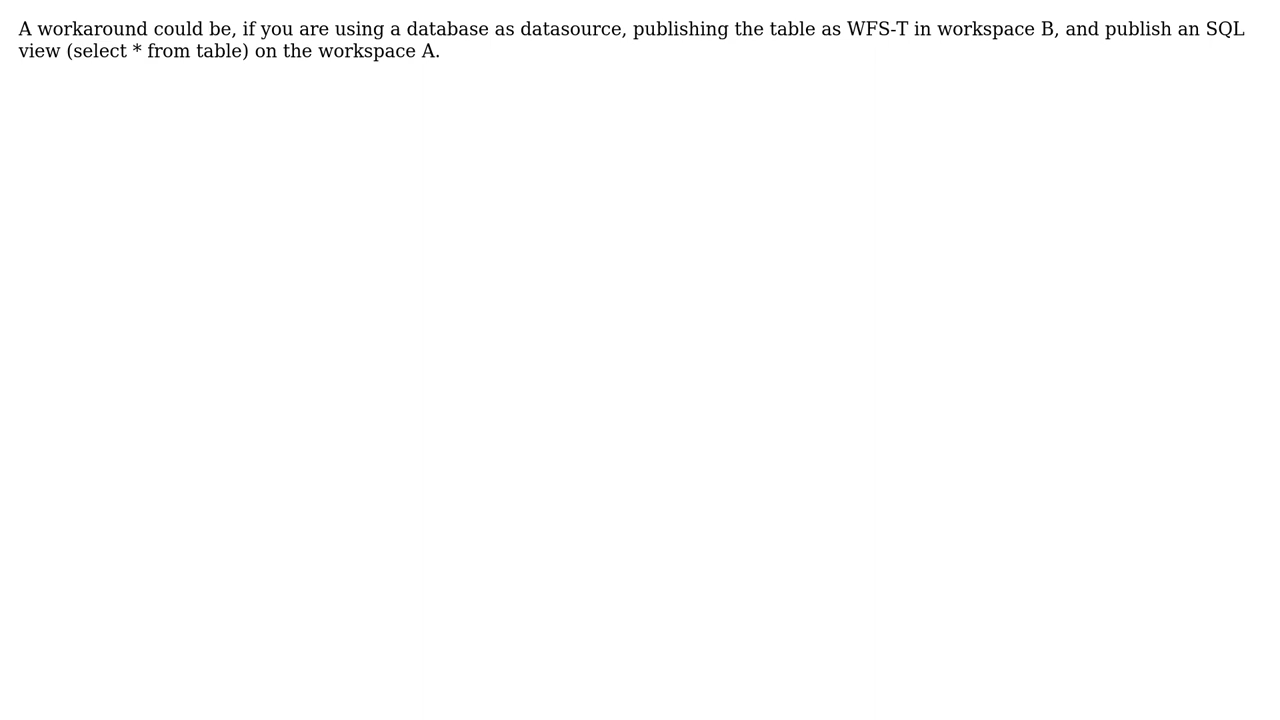 A workaround could be, if you are using a database as datasource, publishing the table as WFS-T in workspace B, and publish an SQL
view (select * from table) on the workspace A.